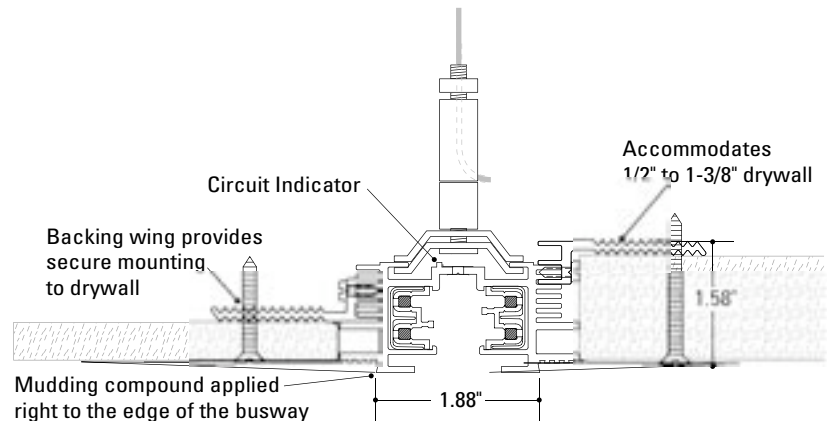 Accommodates
1/2" to 1-3/8" drywall
Circuit Indicator
Backing wing provides
secure mounting
to drywall
1.58"
Mudding compound applied
right to the edge of the busway
1.88"